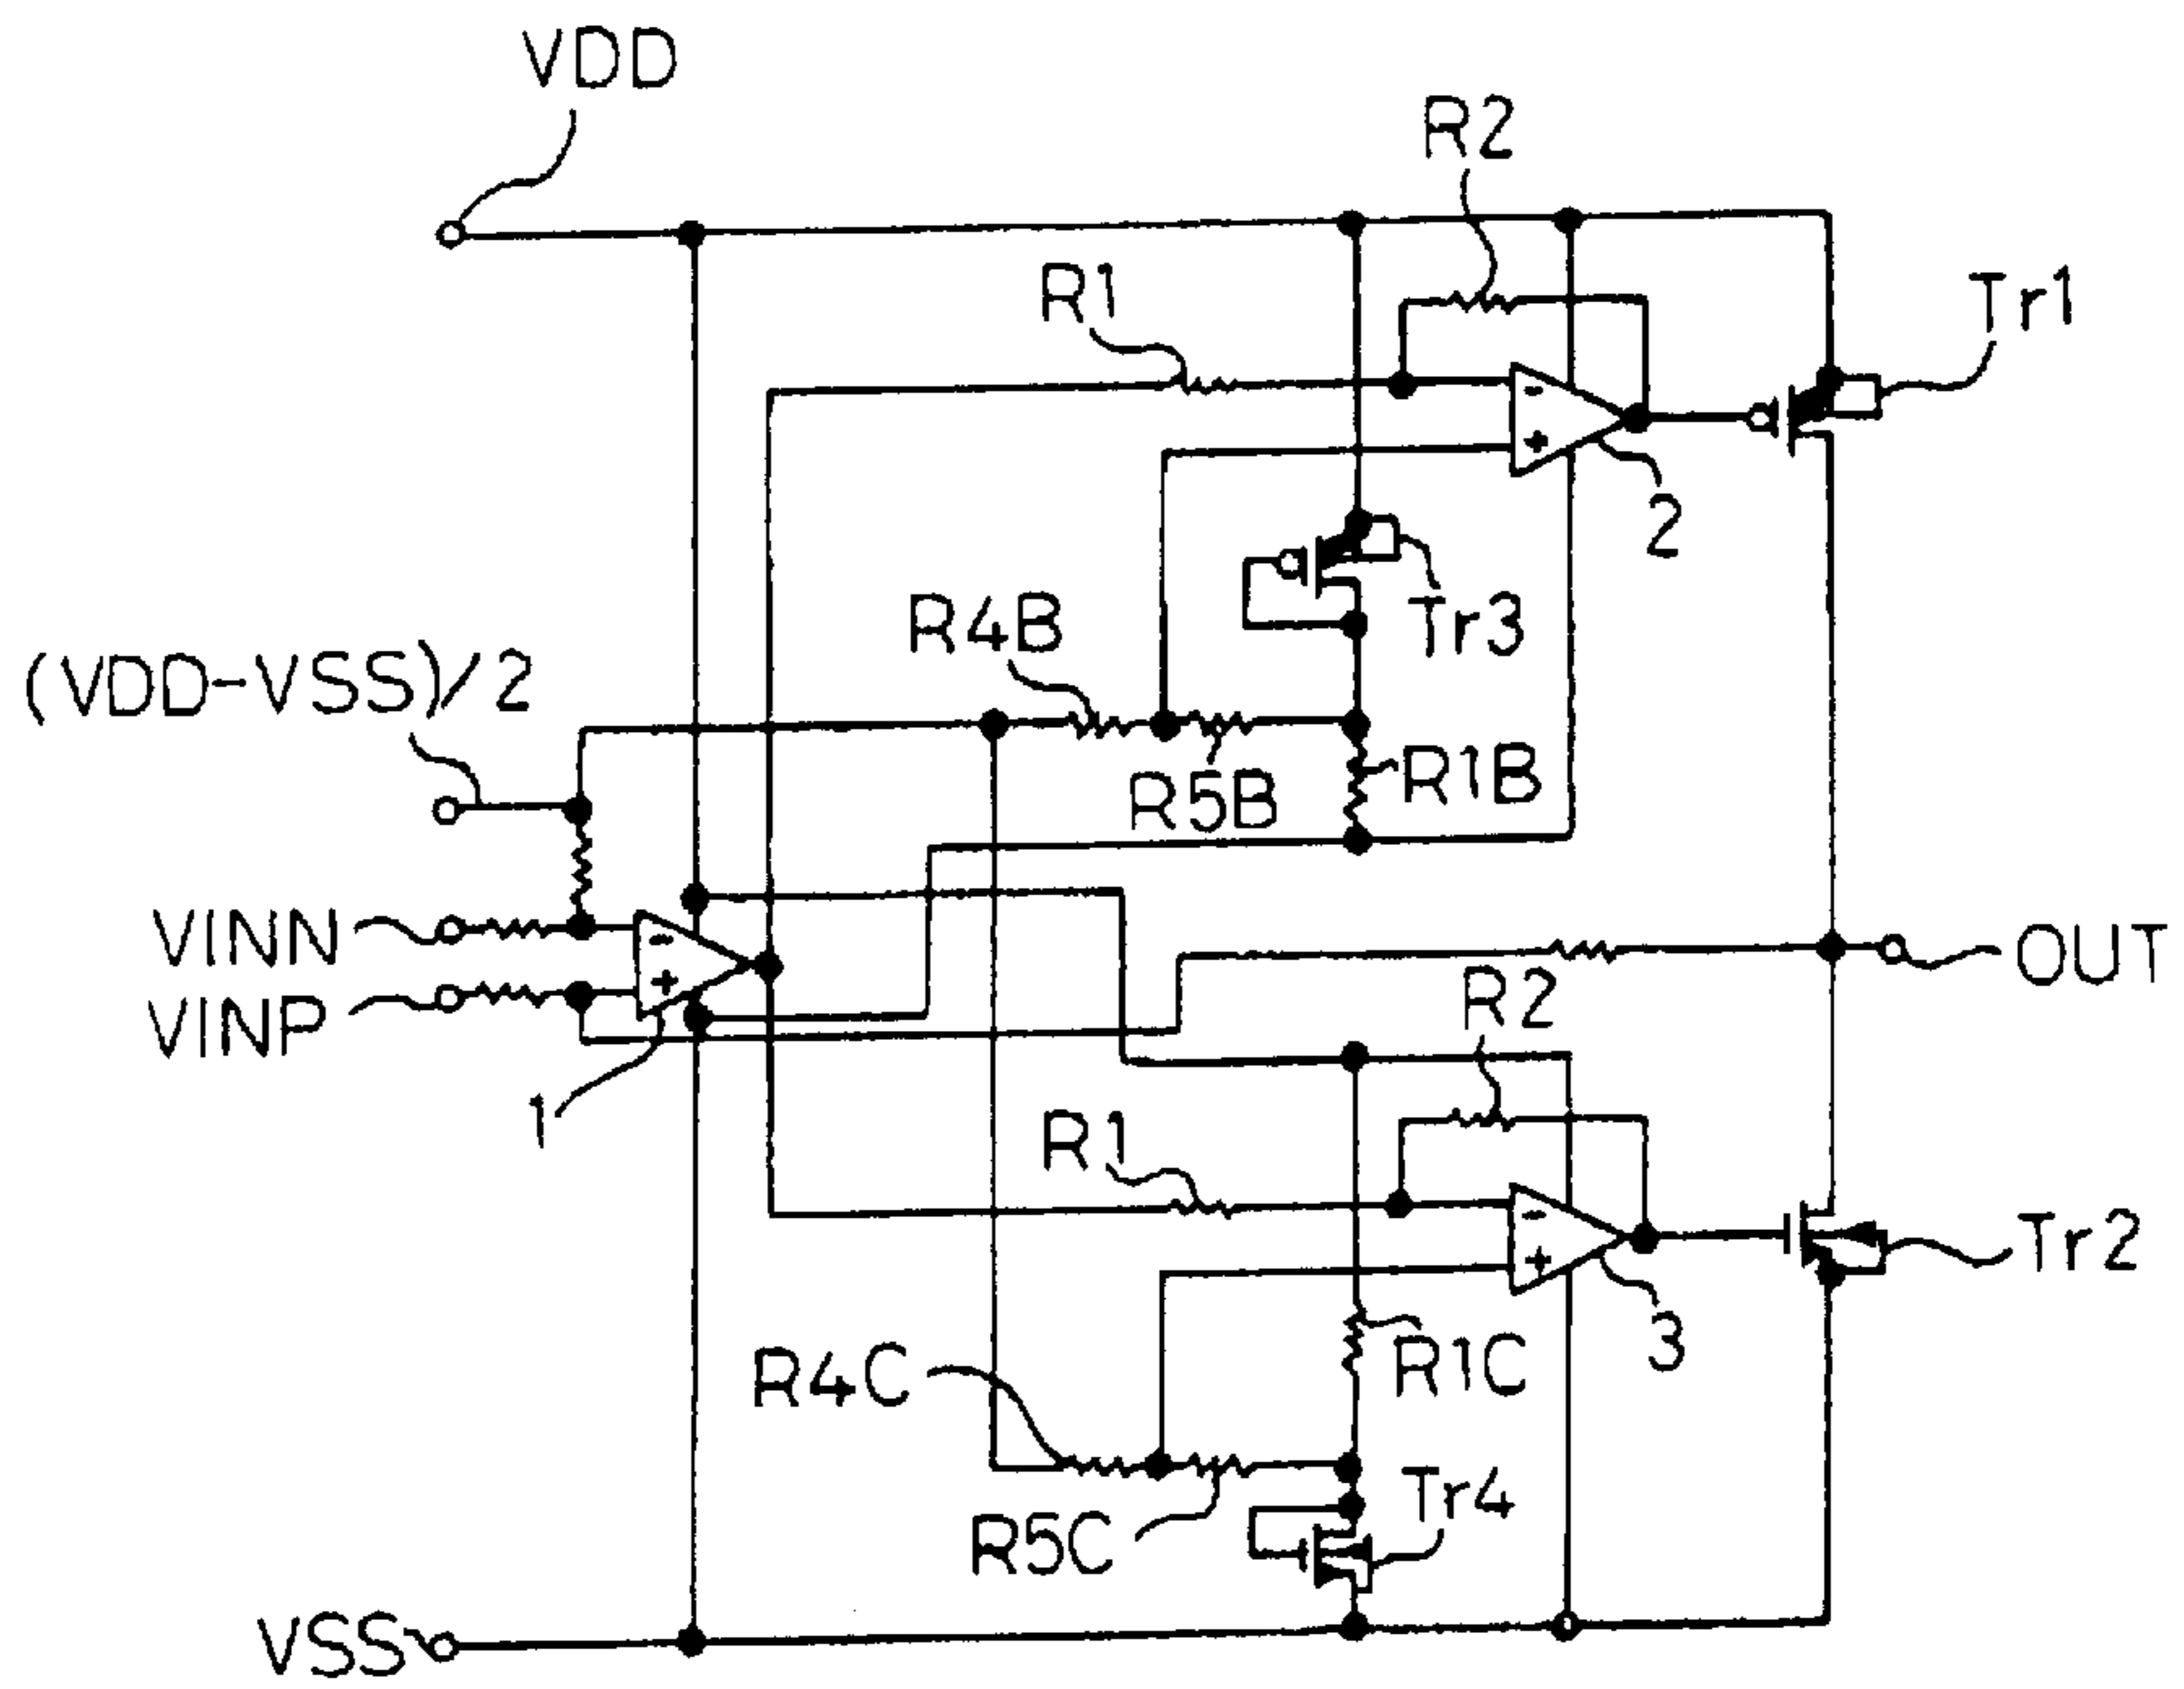 VDD
R2
R1
Tr1
2
Tr3
R4B
(VDD-VSS)/2
R5B
R1B
VINN
-
+
VINP
OUT
R2
1
R1
Tr2
3
R1C
R4C
Tr4
R5C
VSS